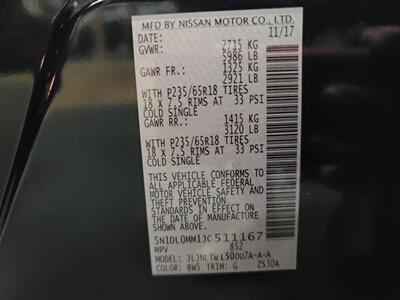 MFD BY NISSAN MOTOR CO., LTD.
DATE: 11/17
GVWR: 2715 KG
5986 LB
GAWR FR.: 1325 KG
2921 LB
WITH P235/65R18 TIRES
18 X 7.5 RIMS AT 33 PSI
COLD SINGLE
GAWR RR.: 1415 KG
3120 LB
WITH P235/65R18 TIRES
18 X 7.5 RIMS AT 33 PSI
COLD SINGLE
THIS VEHICLE CONFORMS TO
ALL APPLICABLE FEDERAL
MOTOR VEHICLE SAFETY AND
THEFT PREVENTION
STANDARDS IN EFFECT ON
THE DATE OF MANUFACTURE
SHOWN ABOVE
5N1DL0MM1JC511167
MPV 852
MODEL:
COLOR: BW5 TRIM: G 2S30A